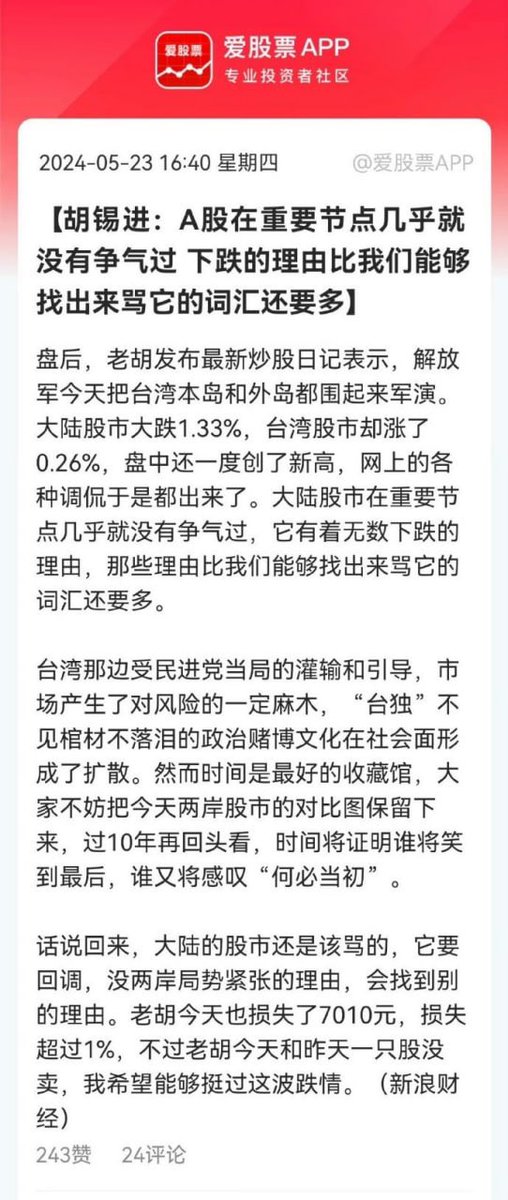 爱股票
爱股票APP
专业投资者社区
2024-05-23 16:40 星期四
@爱股票APP
【胡锡进：A股在重要节点几乎就
没有争气过 下跌的理由比我们能够
找出来骂它的词汇还要多】
盘后，老胡发布最新炒股日记表示，解放
军今天把台湾本岛和外岛都围起来军演。
大陆股市大跌1.33%，台湾股市却涨了
0.26%，盘中还一度创了新高，网上的各
种调侃于是都出来了。大陆股市在重要节
点几乎就没有争气过，它有着无数下跌的
理由，那些理由比我们能够找出来骂它的
词汇还要多。
台湾那边受民进党当局的灌输和引导，市
场产生了对风险的一定麻木，“台独”不
见棺材不落泪的政治赌博文化在社会面形
成了扩散。然而时间是最好的收藏馆，大
家不妨把今天两岸股市的对比图保留下
来，过10年再回头看，时间将证明谁将笑
到最后，谁又将感叹“何必当初”。
话说回来，大陆的股市还是该骂的，它要
回调，没两岸局势紧张的理由，会找到别
的理由。老胡今天也损失了7010元，损失
超过1%，不过老胡今天和昨天一只股没
卖，我希望能够挺过这波跌情。（新浪财
经）
243赞 24评论